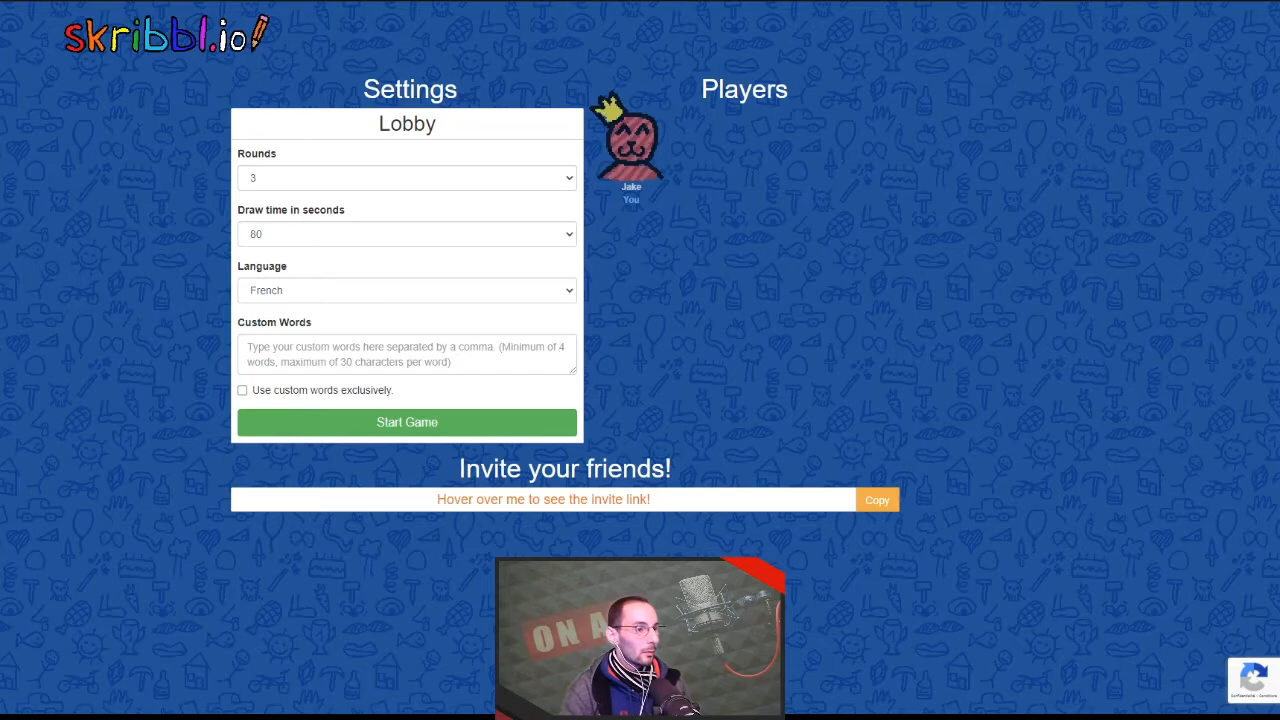 skribbl.io
Settings
Players
Lobby
Rounds
3
Draw time in seconds
80
Language
French
Custom Words
Type your custom words here separated by a comma. (Minimum of 4
words, maximum of 30 characters per word)
Use custom words exclusively.
Start Game
Jake
You
Invite your friends!
Hover over me to see the invite link!
Copy
ON A